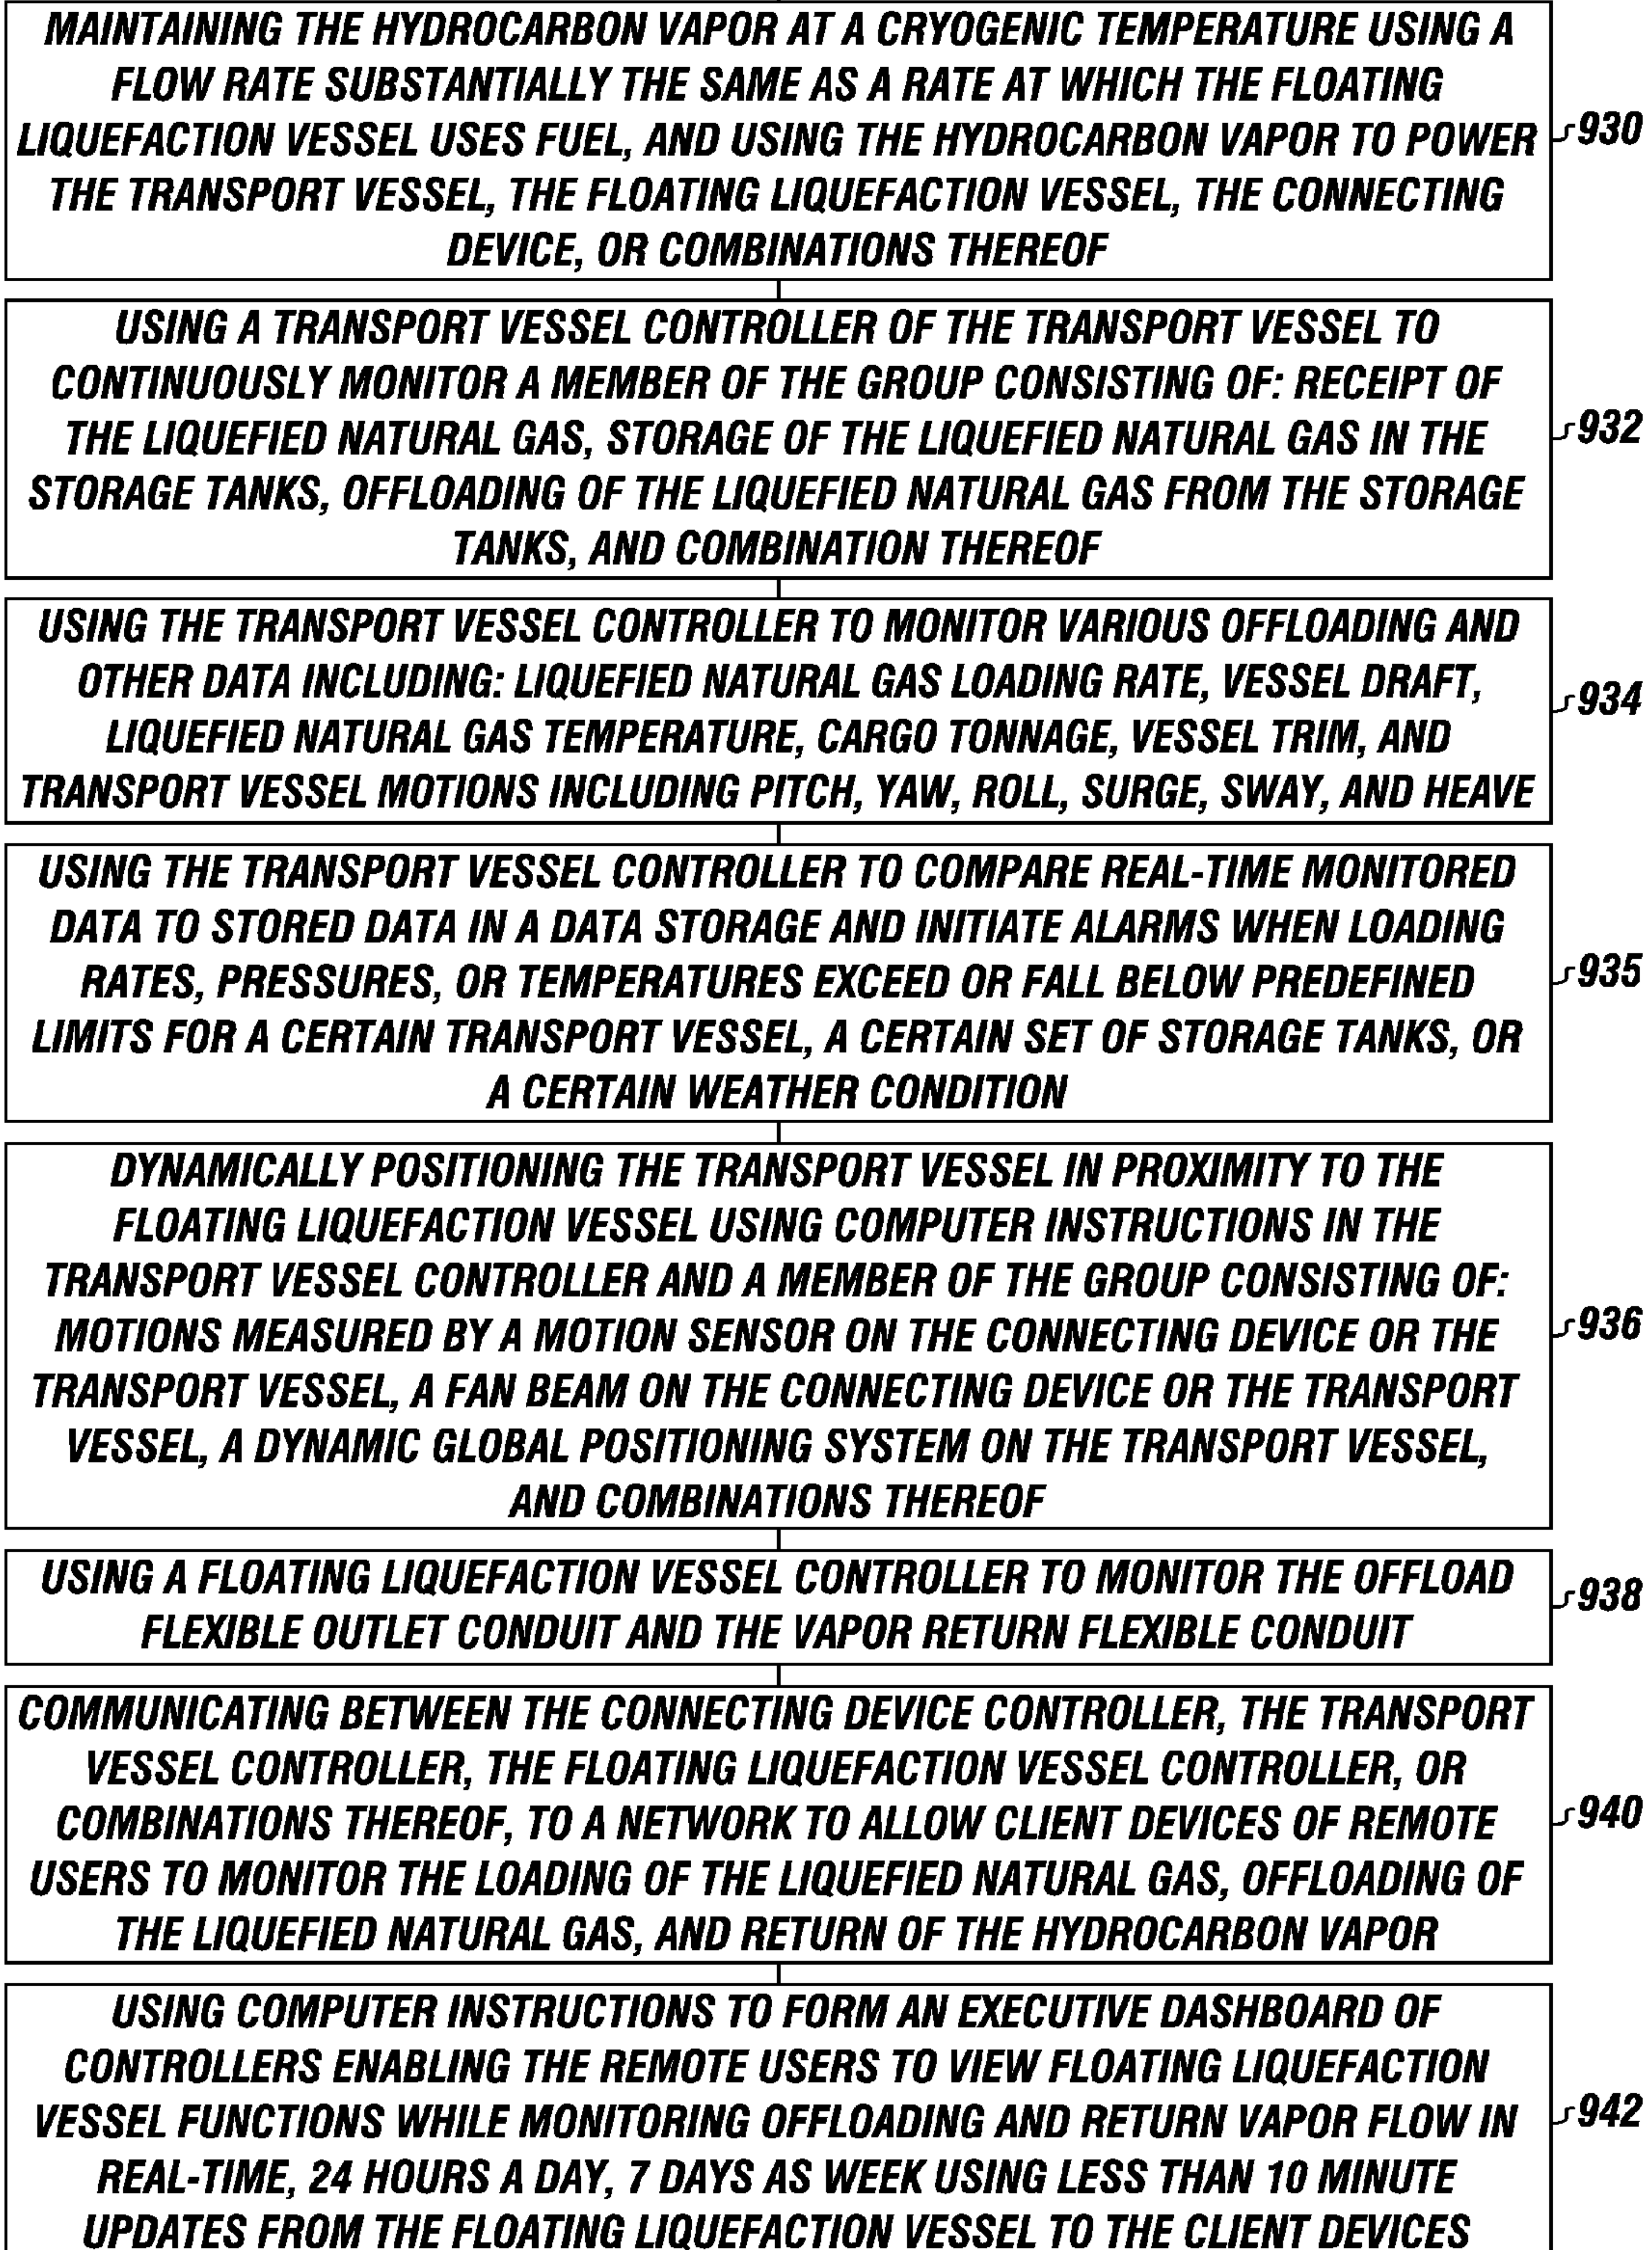 MAINTAINING THE HYDROCARBON VAPOR AT A CRYOGENIC TEMPERATURE USING A
FLOW RATE SUBSTANTIALLY THE SAME AS A RATE AT WHICH THE FLOATING
LIQUEFACTION VESSEL USES FUEL, AND USING THE HYDROCARBON VAPOR TO POWER
THE TRANSPORT VESSEL, THE FLOATING LIQUEFACTION VESSEL, THE CONNECTING
DEVICE, OR COMBINATIONS THEREOF
930
USING A TRANSPORT VESSEL CONTROLLER OF THE TRANSPORT VESSEL TO
CONTINUOUSLY MONITOR A MEMBER OF THE GROUP CONSISTING OF: RECEIPT OF
THE LIQUEFIED NATURAL GAS, STORAGE OF THE LIQUEFIED NATURAL GAS IN THE
STORAGE TANKS, OFFLOADING OF THE LIQUEFIED NATURAL GAS FROM THE STORAGE
TANKS, AND COMBINATION THEREOF
932
USING THE TRANSPORT VESSEL CONTROLLER TO MONITOR VARIOUS OFFLOADING AND
OTHER DATA INCLUDING: LIQUEFIED NATURAL GAS LOADING RATE, VESSEL DRAFT,
LIQUEFIED NATURAL GAS TEMPERATURE, CARGO TONNAGE, VESSEL TRIM, AND
TRANSPORT VESSEL MOTIONS INCLUDING PITCH, YAW, ROLL, SURGE, SWAY, AND HEAVE
934
USING THE TRANSPORT VESSEL CONTROLLER TO COMPARE REAL-TIME MONITORED
DATA TO STORED DATA IN A DATA STORAGE AND INITIATE ALARMS WHEN LOADING
RATES, PRESSURES, OR TEMPERATURES EXCEED OR FALL BELOW PREDEFINED
LIMITS FOR A CERTAIN TRANSPORT VESSEL, A CERTAIN SET OF STORAGE TANKS, OR
A CERTAIN WEATHER CONDITION
935
DYNAMICALLY POSITIONING THE TRANSPORT VESSEL IN PROXIMITY TO THE
FLOATING LIQUEFACTION VESSEL USING COMPUTER INSTRUCTIONS IN THE
TRANSPORT VESSEL CONTROLLER AND A MEMBER OF THE GROUP CONSISTING OF:
MOTIONS MEASURED BY A MOTION SENSOR ON THE CONNECTING DEVICE OR THE
TRANSPORT VESSEL, A FAN BEAM ON THE CONNECTING DEVICE OR THE TRANSPORT
VESSEL, A DYNAMIC GLOBAL POSITIONING SYSTEM ON THE TRANSPORT VESSEL,
AND COMBINATIONS THEREOF
936
USING A FLOATING LIQUEFACTION VESSEL CONTROLLER TO MONITOR THE OFFLOAD
FLEXIBLE OUTLET CONDUIT AND THE VAPOR RETURN FLEXIBLE CONDUIT
938
COMMUNICATING BETWEEN THE CONNECTING DEVICE CONTROLLER, THE TRANSPORT
VESSEL CONTROLLER, THE FLOATING LIQUEFACTION VESSEL CONTROLLER, OR
COMBINATIONS THEREOF, TO A NETWORK TO ALLOW CLIENT DEVICES OF REMOTE
USERS TO MONITOR THE LOADING OF THE LIQUEFIED NATURAL GAS, OFFLOADING OF
THE LIQUEFIED NATURAL GAS, AND RETURN OF THE HYDROCARBON VAPOR
940
USING COMPUTER INSTRUCTIONS TO FORM AN EXECUTIVE DASHBOARD OF
CONTROLLERS ENABLING THE REMOTE USERS TO VIEW FLOATING LIQUEFACTION
VESSEL FUNCTIONS WHILE MONITORING OFFLOADING AND RETURN VAPOR FLOW IN
REAL-TIME, 24 HOURS A DAY, 7 DAYS AS WEEK USING LESS THAN 10 MINUTE
UPDATES FROM THE FLOATING LIQUEFACTION VESSEL TO THE CLIENT DEVICES
942